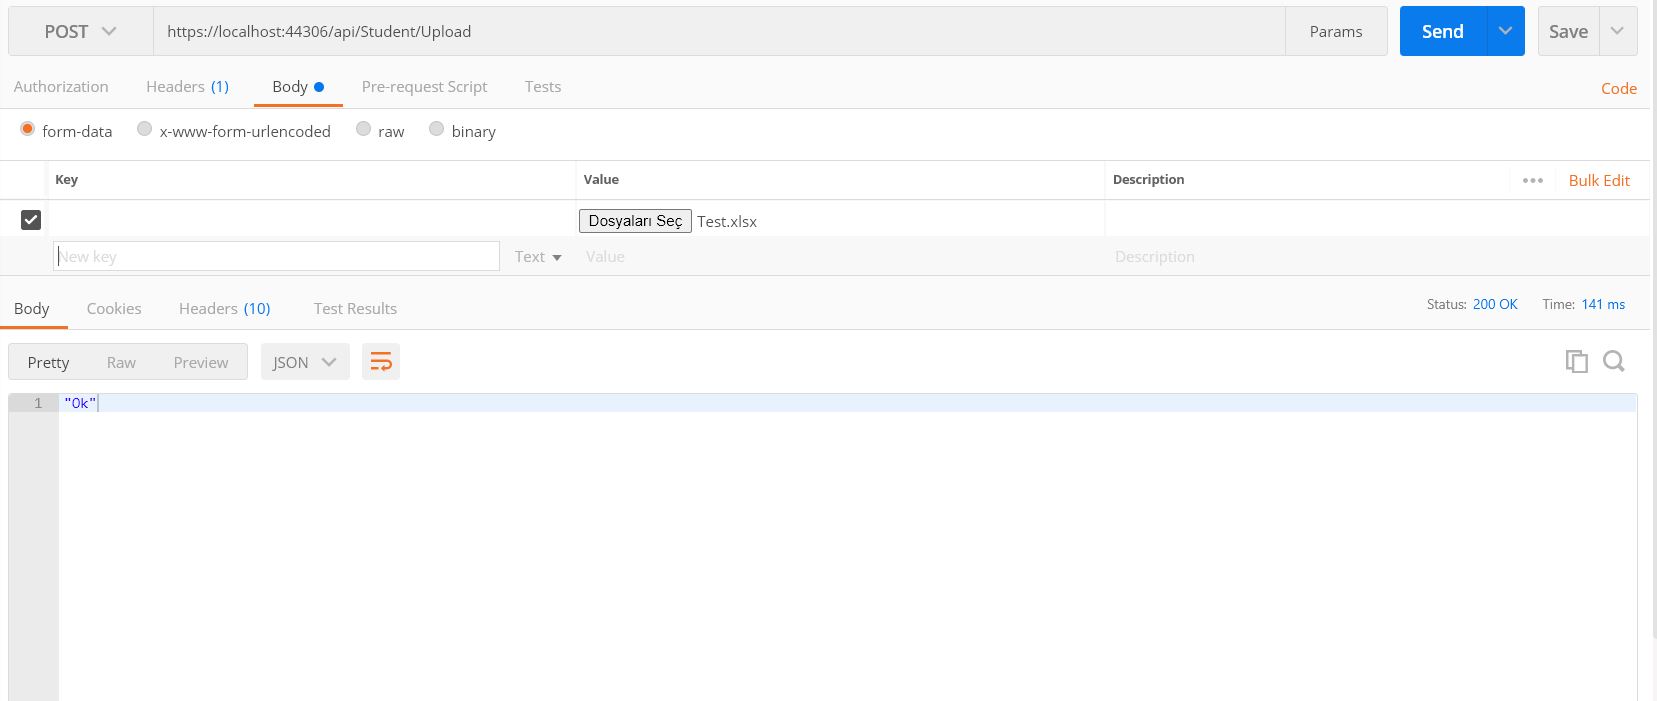 POST https://localhost:44306/api/Student/Upload Params Send Save
Authorization Headers (1) Body Pre-request Script Tests Code
form-data x-www-form-urlencoded raw binary
Key Value Description Bulk Edit
Dosyaları Seç Test.xlsx
New key Text Value Description
Body Cookies Headers (10) Test Results Status: 200 OK Time: 141 ms
Pretty Raw Preview JSON
1 "Ok"